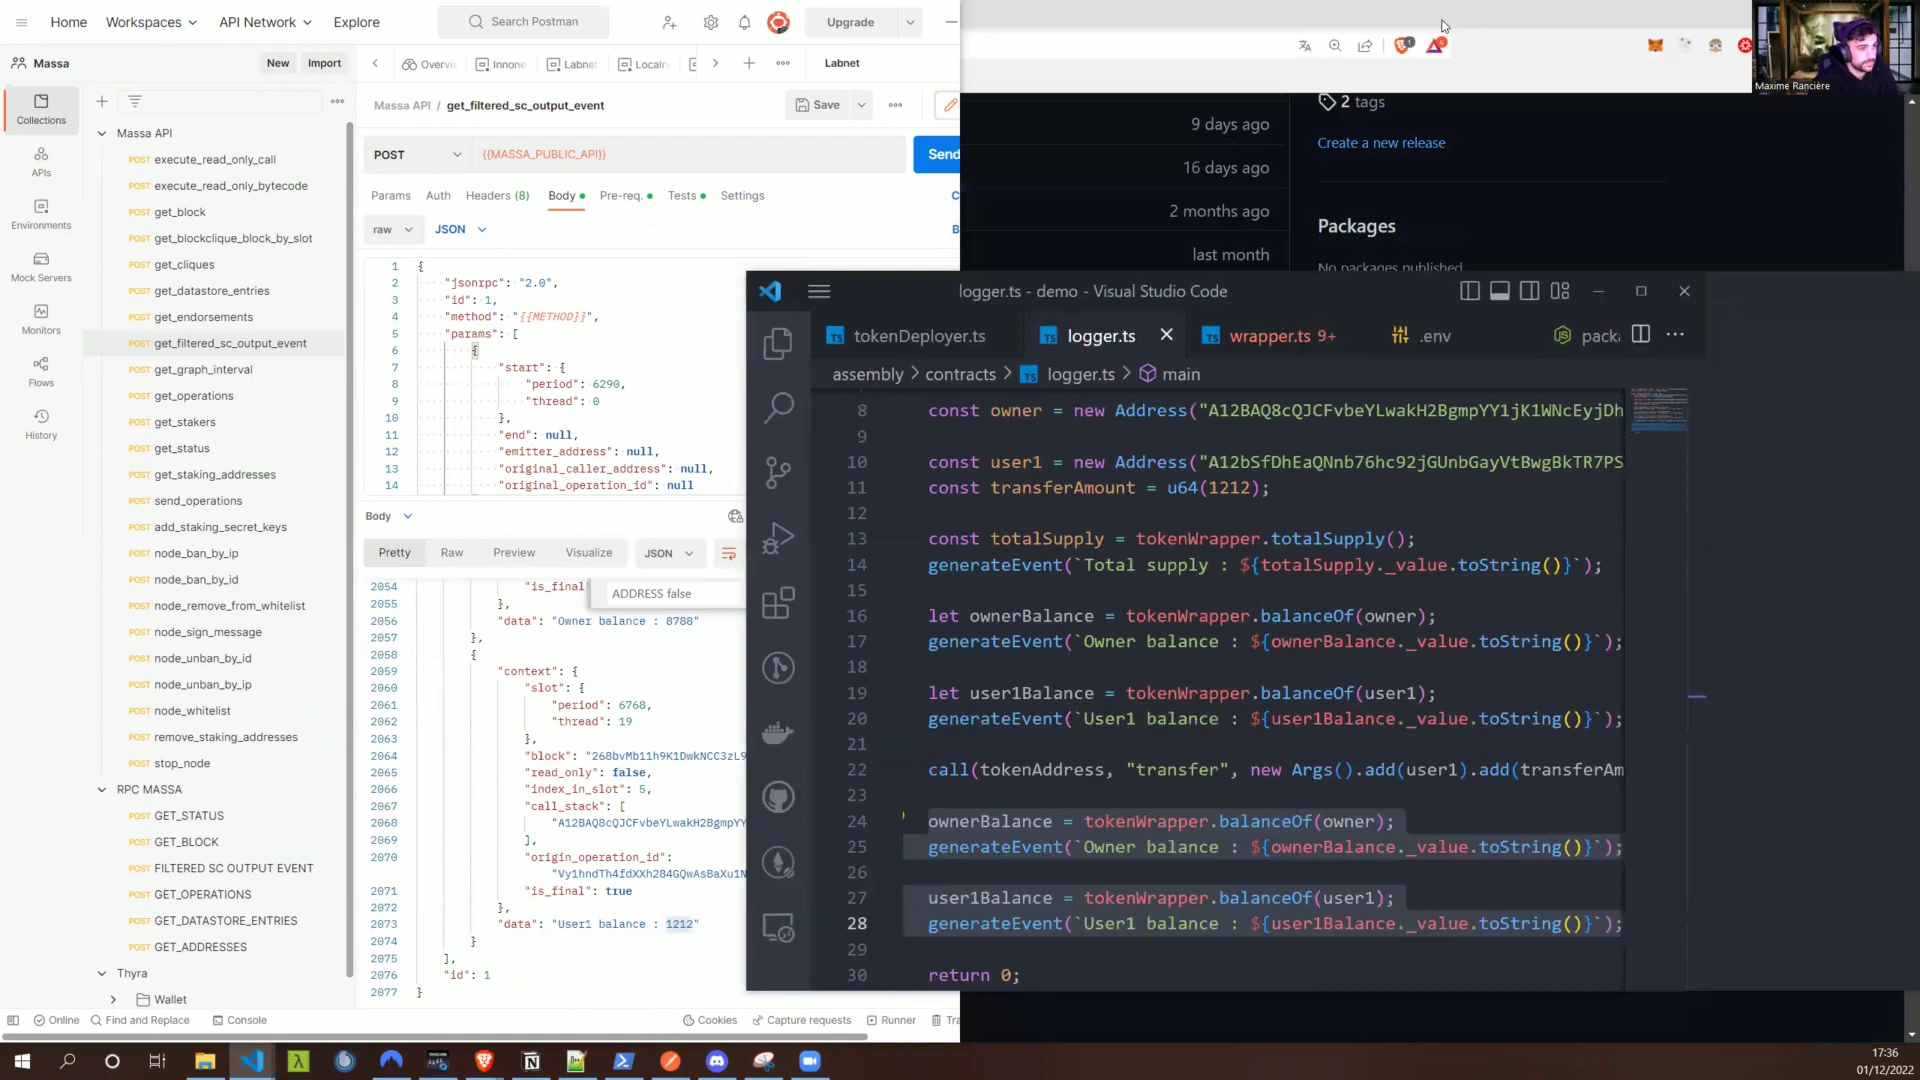 Home
Workspaces
API Network
Explore
Search Postman
Upgrade
Massa
New
Import
Labnet
Massa API / get_filtered_sc_output_event
Save
POST
{{MASSA_PUBLIC_API}}
Send
Params
Auth
Headers (8)
Body
Pre-req.
Tests
Settings
raw
JSON
Collections
APIs
Environments
Mock Servers
Monitors
Flows
History
Massa API
POST execute_read_only_call
POST execute_read_only_bytecode
POST get_block
POST get_blockclique_block_by_slot
POST get_cliques
POST get_datastore_entries
POST get_endorsements
POST get_filtered_sc_output_event
POST get_graph_interval
POST get_operations
POST get_stakers
POST get_status
POST get_staking_addresses
POST send_operations
POST add_staking_secret_keys
POST node_ban_by_ip
POST node_ban_by_id
POST node_remove_from_whitelist
POST node_sign_message
POST node_unban_by_id
POST node_unban_by_ip
POST node_whitelist
POST remove_staking_addresses
POST stop_node
RPC MASSA
POST GET_STATUS
POST GET_BLOCK
POST FILTERED SC OUTPUT EVENT
POST GET_OPERATIONS
POST GET_DATASTORE_ENTRIES
POST GET_ADDRESSES
Thyra
Wallet
1 {
2 "jsonrpc": "2.0",
3 "id": 1,
4 "method": "{{METHOD}}",
5 "params": [
6 {
7 "start": {
8 "period": 6290,
9 "thread": 0
10 },
11 "end": null,
12 "emitter_address": null,
13 "original_caller_address": null,
14 "original_operation_id": null
Body
Pretty
Raw
Preview
Visualize
JSON
ADDRESS false
2054 "is_final
2055 },
2056 "data": "Owner balance : 8788"
2057 },
2058 {
2059 "context": {
2060 "slot": {
2061 "period": 6768,
2062 "thread": 19
2063 },
2064 "block": "268bvMb11h9K1DwkNCC3zL9
2065 "read_only": false,
2066 "index_in_slot": 5,
2067 "call_stack": [
2068 "A12BAQ8cQJCFvbeYLwakH2BgmpYY
2069 ],
2070 "origin_operation_id":
"Vy1hndTh4fdXXh284GQwAsBaXu1N
2071 "is_final": true
2072 },
2073 "data": "User1 balance : 1212"
2074 }
2075 ],
2076 "id": 1
2077 }
Online
Find and Replace
Console
Cookies
Capture requests
Runner
Tra
Maxime Rancière
9 days ago
16 days ago
2 months ago
last month
2 tags
Create a new release
Packages
No packages published
logger.ts - demo - Visual Studio Code
TS tokenDeployer.ts
TS logger.ts
TS wrapper.ts 9+
.env
packa
assembly > contracts > TS logger.ts > main
8 const owner = new Address("A12BAQ8cQJCFvbeYLwakH2BgmpYY1jK1WNcEyjDh
9
10 const user1 = new Address("A12bSfDhEaQNnb76hc92jGUnbGayVtBwgBkTR7PS
11 const transferAmount = u64(1212);
12
13 const totalSupply = tokenWrapper.totalSupply();
14 generateEvent(`Total supply : ${totalSupply._value.toString()}`);
15
16 let ownerBalance = tokenWrapper.balanceOf(owner);
17 generateEvent(`Owner balance : ${ownerBalance._value.toString()}`);
18
19 let user1Balance = tokenWrapper.balanceOf(user1);
20 generateEvent(`User1 balance : ${user1Balance._value.toString()}`);
21
22 call(tokenAddress, "transfer", new Args().add(user1).add(transferAm
23
24 ownerBalance = tokenWrapper.balanceOf(owner);
25 generateEvent(`Owner balance : ${ownerBalance._value.toString()}`);
26
27 user1Balance = tokenWrapper.balanceOf(user1);
28 generateEvent(`User1 balance : ${user1Balance._value.toString()}`);
29
30 return 0;
17:36
01/12/2022